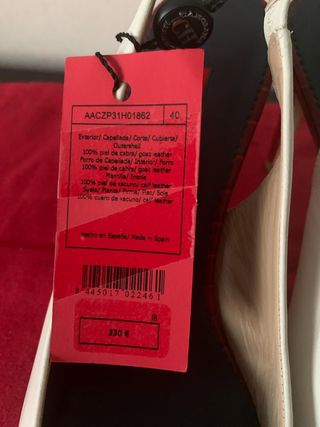 AACZP31H01862 40
Exterior/ Capellada/ Corte/ Cubierta/
Outershell
100% piel de cabra/ goat leather
Forro de Capellada/ Interior/ Forro
100% piel de cabra/ goat leather
Plantilla/ Insole
100% piel de vacuno/ calf leather
Suela/ Planta/ Firme/ Piso/ Sole
100% cuero de vacuno/ calf leather
Hecho en España/ Made in Spain
8 445017 022461
IB
330 €